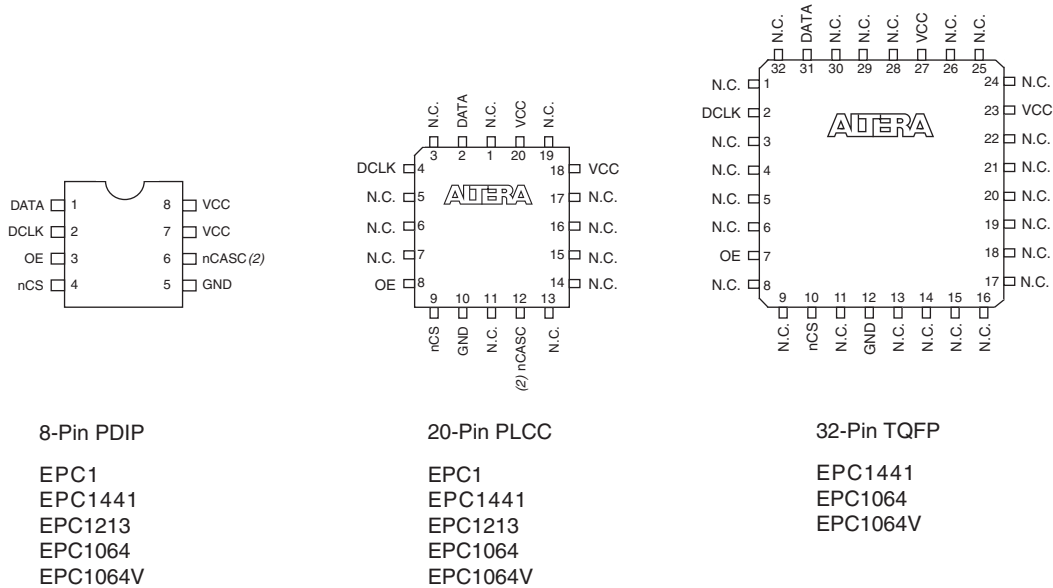 DATA 1 8 VCC
DCLK 2 7 VCC
OE 3 6 nCASC (2)
nCS 4 5 GND
8-Pin PDIP
EPC1
EPC1441
EPC1213
EPC1064
EPC1064V
N.C. DATA N.C. VCC N.C.
3 2 1 20 19
DCLK 4 18 VCC
ALTERA
N.C. 5 17 N.C.
N.C. 6 16 N.C.
N.C. 7 15 N.C.
OE 8 14 N.C.
9 10 11 12 13
nCS GND N.C. (2) nCASC N.C.
20-Pin PLCC
EPC1
EPC1441
EPC1213
EPC1064
EPC1064V
N.C. DATA N.C. N.C. N.C. VCC N.C. N.C.
32 31 30 29 28 27 26 25
N.C. 1 24 N.C.
DCLK 2 23 VCC
ALTERA
N.C. 3 22 N.C.
N.C. 4 21 N.C.
N.C. 5 20 N.C.
N.C. 6 19 N.C.
OE 7 18 N.C.
N.C. 8 17 N.C.
9 10 11 12 13 14 15 16
N.C. nCS N.C. GND N.C. N.C. N.C. N.C.
32-Pin TQFP
EPC1441
EPC1064
EPC1064V